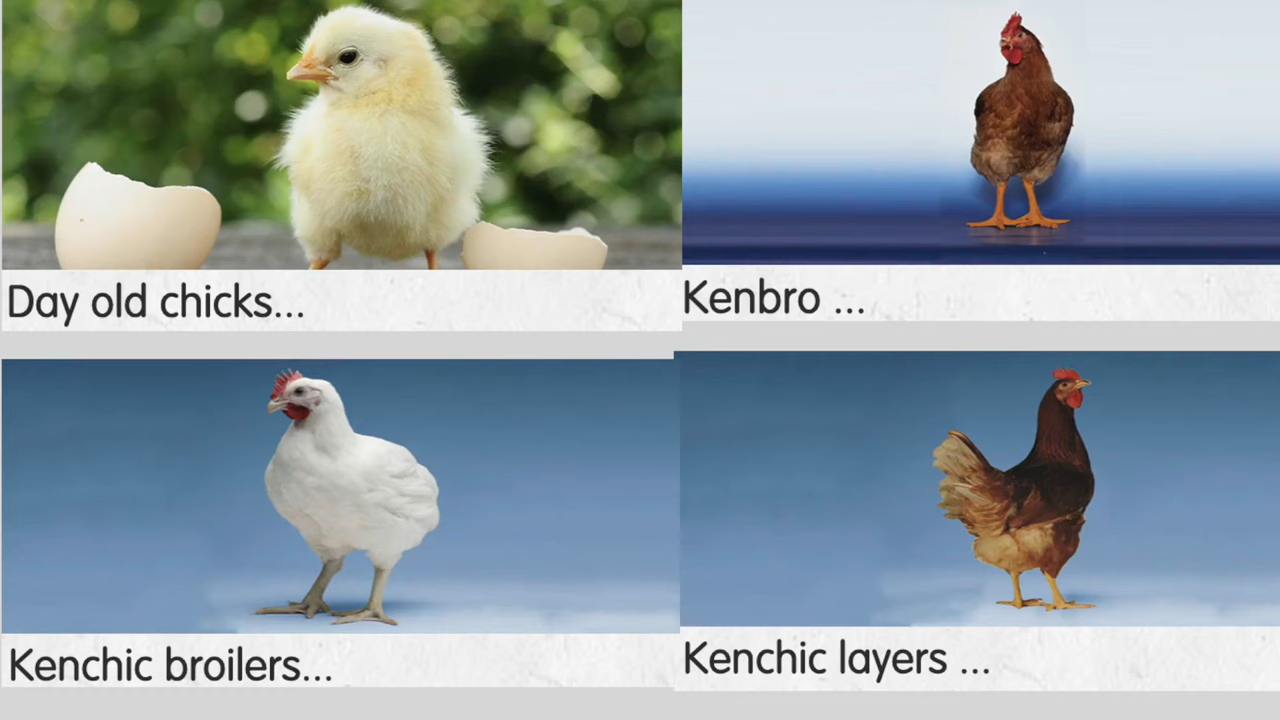 Day old chicks...
Kenbro ...
Kenchic broilers...
Kenchic layers ...